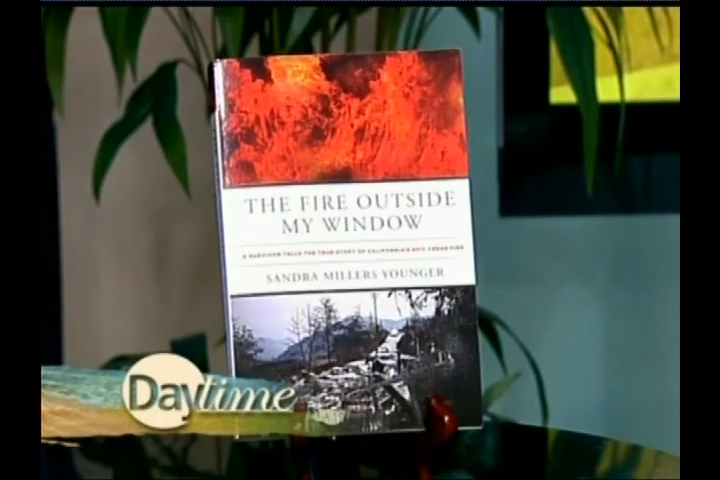 THE FIRE OUTSIDE
MY WINDOW
A SURVIVOR TELLS THE TRUE STORY OF CALIFORNIA'S EPIC CEDAR FIRE
SANDRA MILLERS YOUNGER
Daytime